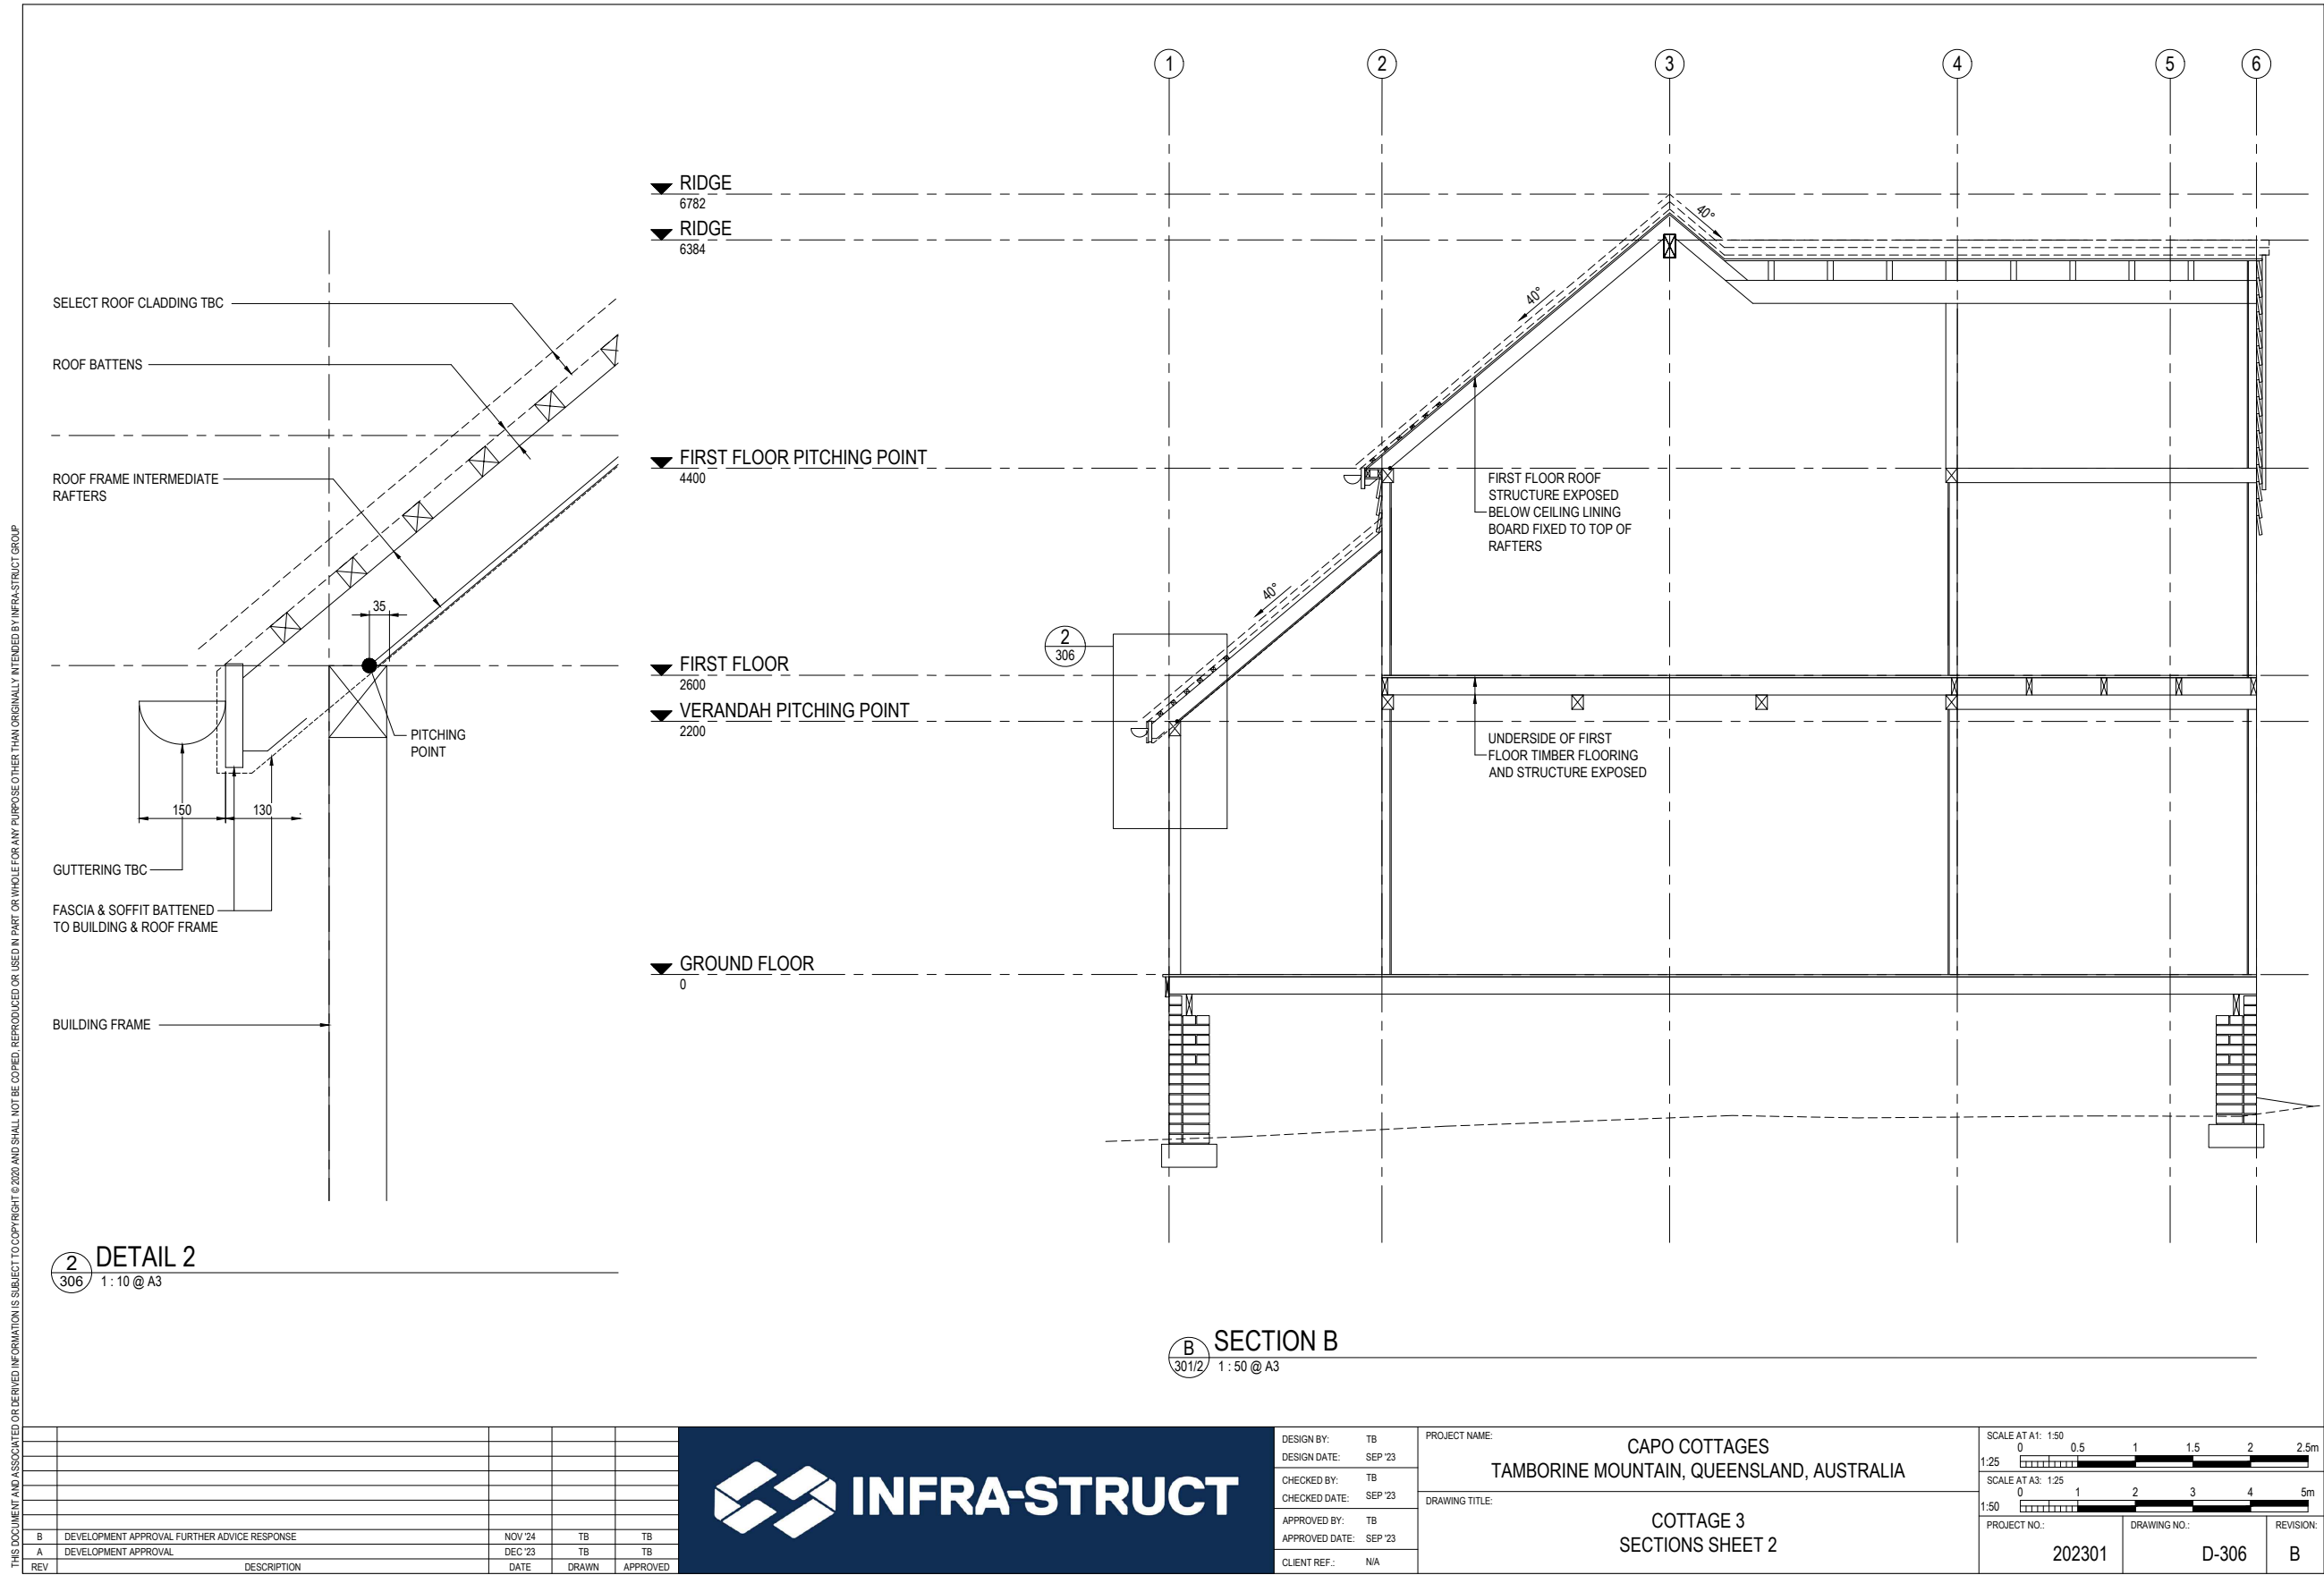 THIS DOCUMENT AND ASSOCIATED OR DERIVED INFORMATION IS SUBJECT TO COPYRIGHT © 2020 AND SHALL NOT BE COPIED, REPRODUCED OR USED IN PART OR WHOLE FOR ANY PURPOSE OTHER THAN ORIGINALLY INTENDED BY INFRA-STRUCT GROUP
SELECT ROOF CLADDING TBC
ROOF BATTENS
ROOF FRAME INTERMEDIATE
RAFTERS
35
PITCHING
POINT
150
130
GUTTERING TBC
FASCIA & SOFFIT BATTENED
TO BUILDING & ROOF FRAME
BUILDING FRAME
2
306
DETAIL 2
1 : 10 @ A3
1
2
3
4
5
6
RIDGE
6782
RIDGE
6384
FIRST FLOOR PITCHING POINT
4400
FIRST FLOOR
2600
VERANDAH PITCHING POINT
2200
GROUND FLOOR
0
40°
40°
40°
2
306
FIRST FLOOR ROOF
STRUCTURE EXPOSED
BELOW CEILING LINING
BOARD FIXED TO TOP OF
RAFTERS
UNDERSIDE OF FIRST
FLOOR TIMBER FLOORING
AND STRUCTURE EXPOSED
B
301/2
SECTION B
1 : 50 @ A3
B DEVELOPMENT APPROVAL FURTHER ADVICE RESPONSE NOV '24 TB TB
A DEVELOPMENT APPROVAL DEC '23 TB TB
REV DESCRIPTION DATE DRAWN APPROVED
INFRA-STRUCT
DESIGN BY: TB
DESIGN DATE: SEP '23
CHECKED BY: TB
CHECKED DATE: SEP '23
APPROVED BY: TB
APPROVED DATE: SEP '23
CLIENT REF.: N/A
PROJECT NAME:
CAPO COTTAGES
TAMBORINE MOUNTAIN, QUEENSLAND, AUSTRALIA
DRAWING TITLE:
COTTAGE 3
SECTIONS SHEET 2
SCALE AT A1: 1:50
0 0.5 1 1.5 2 2.5m
1:25
SCALE AT A3: 1:25
0 1 2 3 4 5m
1:50
PROJECT NO.:
202301
DRAWING NO.:
D-306
REVISION:
B